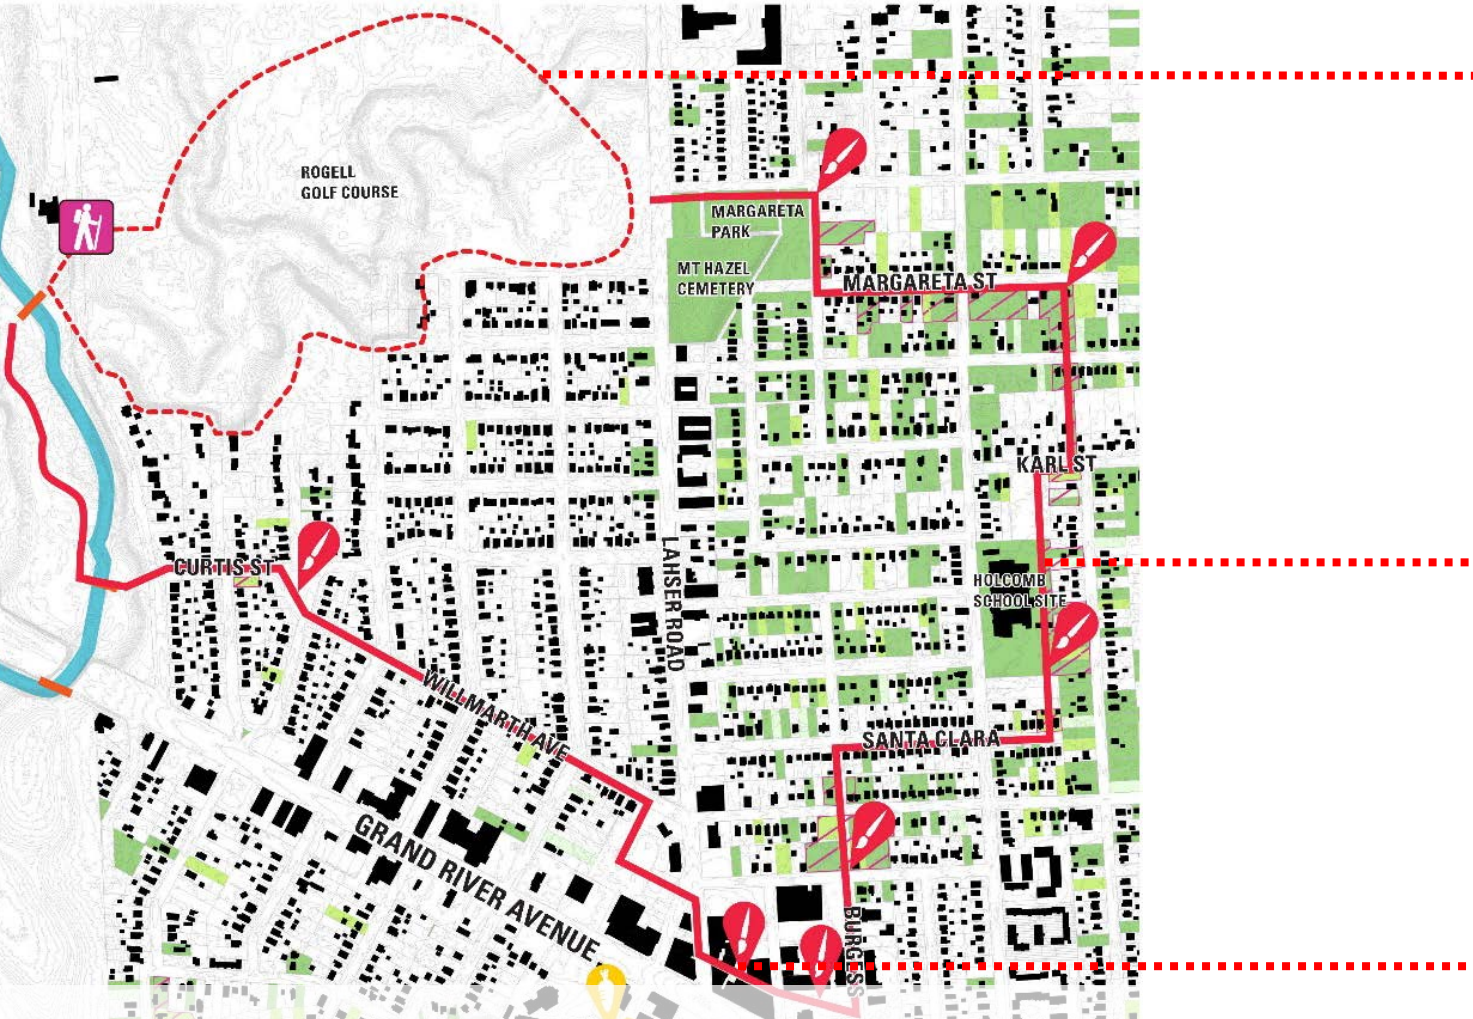 ROGELL
GOLF COURSE
MARGARETA
PARK
MT HAZEL
CEMETERY
MARGARETA ST
KARL ST
CURTIS ST
LAHSER ROAD
HOLCOMB
SCHOOL SITE
WILLMARTH AVE
SANTA CLARA
GRAND RIVER AVENUE
BURGESS